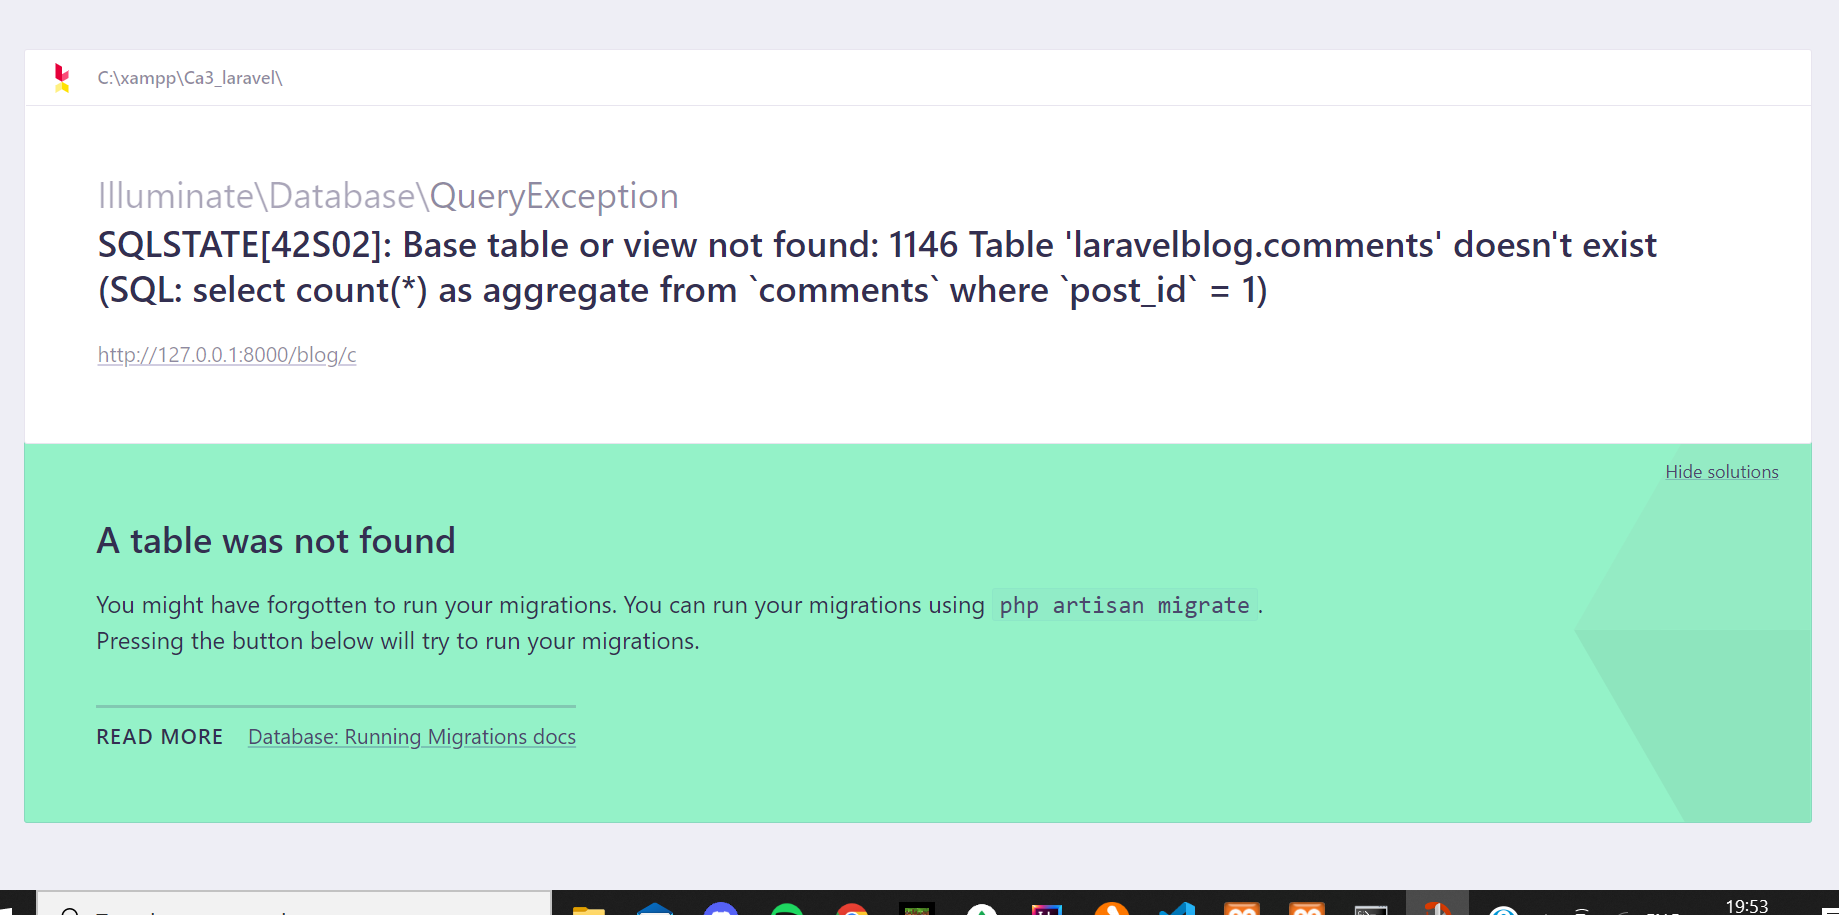 C:\xampp\Ca3_laravel\
Illuminate\Database\QueryException
SQLSTATE[42S02]: Base table or view not found: 1146 Table 'laravelblog.comments' doesn't exist
(SQL: select count(*) as aggregate from `comments` where `post_id` = 1)
http://127.0.0.1:8000/blog/c
Hide solutions
A table was not found
You might have forgotten to run your migrations. You can run your migrations using php artisan migrate.
Pressing the button below will try to run your migrations.
READ MORE Database: Running Migrations docs
19:53